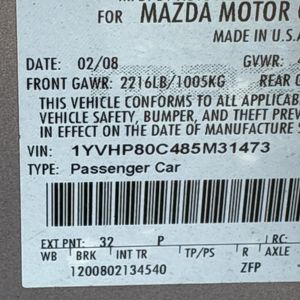 FOR MAZDA MOTOR
MADE IN U.S.A
DATE: 02/08 GVWR:
FRONT GAWR: 2216LB/1005KG REAR
THIS VEHICLE CONFORMS TO ALL APPLICAB
VEHICLE SAFETY, BUMPER, AND THEFT PREV
IN EFFECT ON THE DATE OF MANUFACTURE
VIN: 1YVHP80C485M31473
TYPE: Passenger Car
EXT PNT: 32 P RC:
WB BRK INT TR TP/PS R AXLE
1200802134540 ZFP